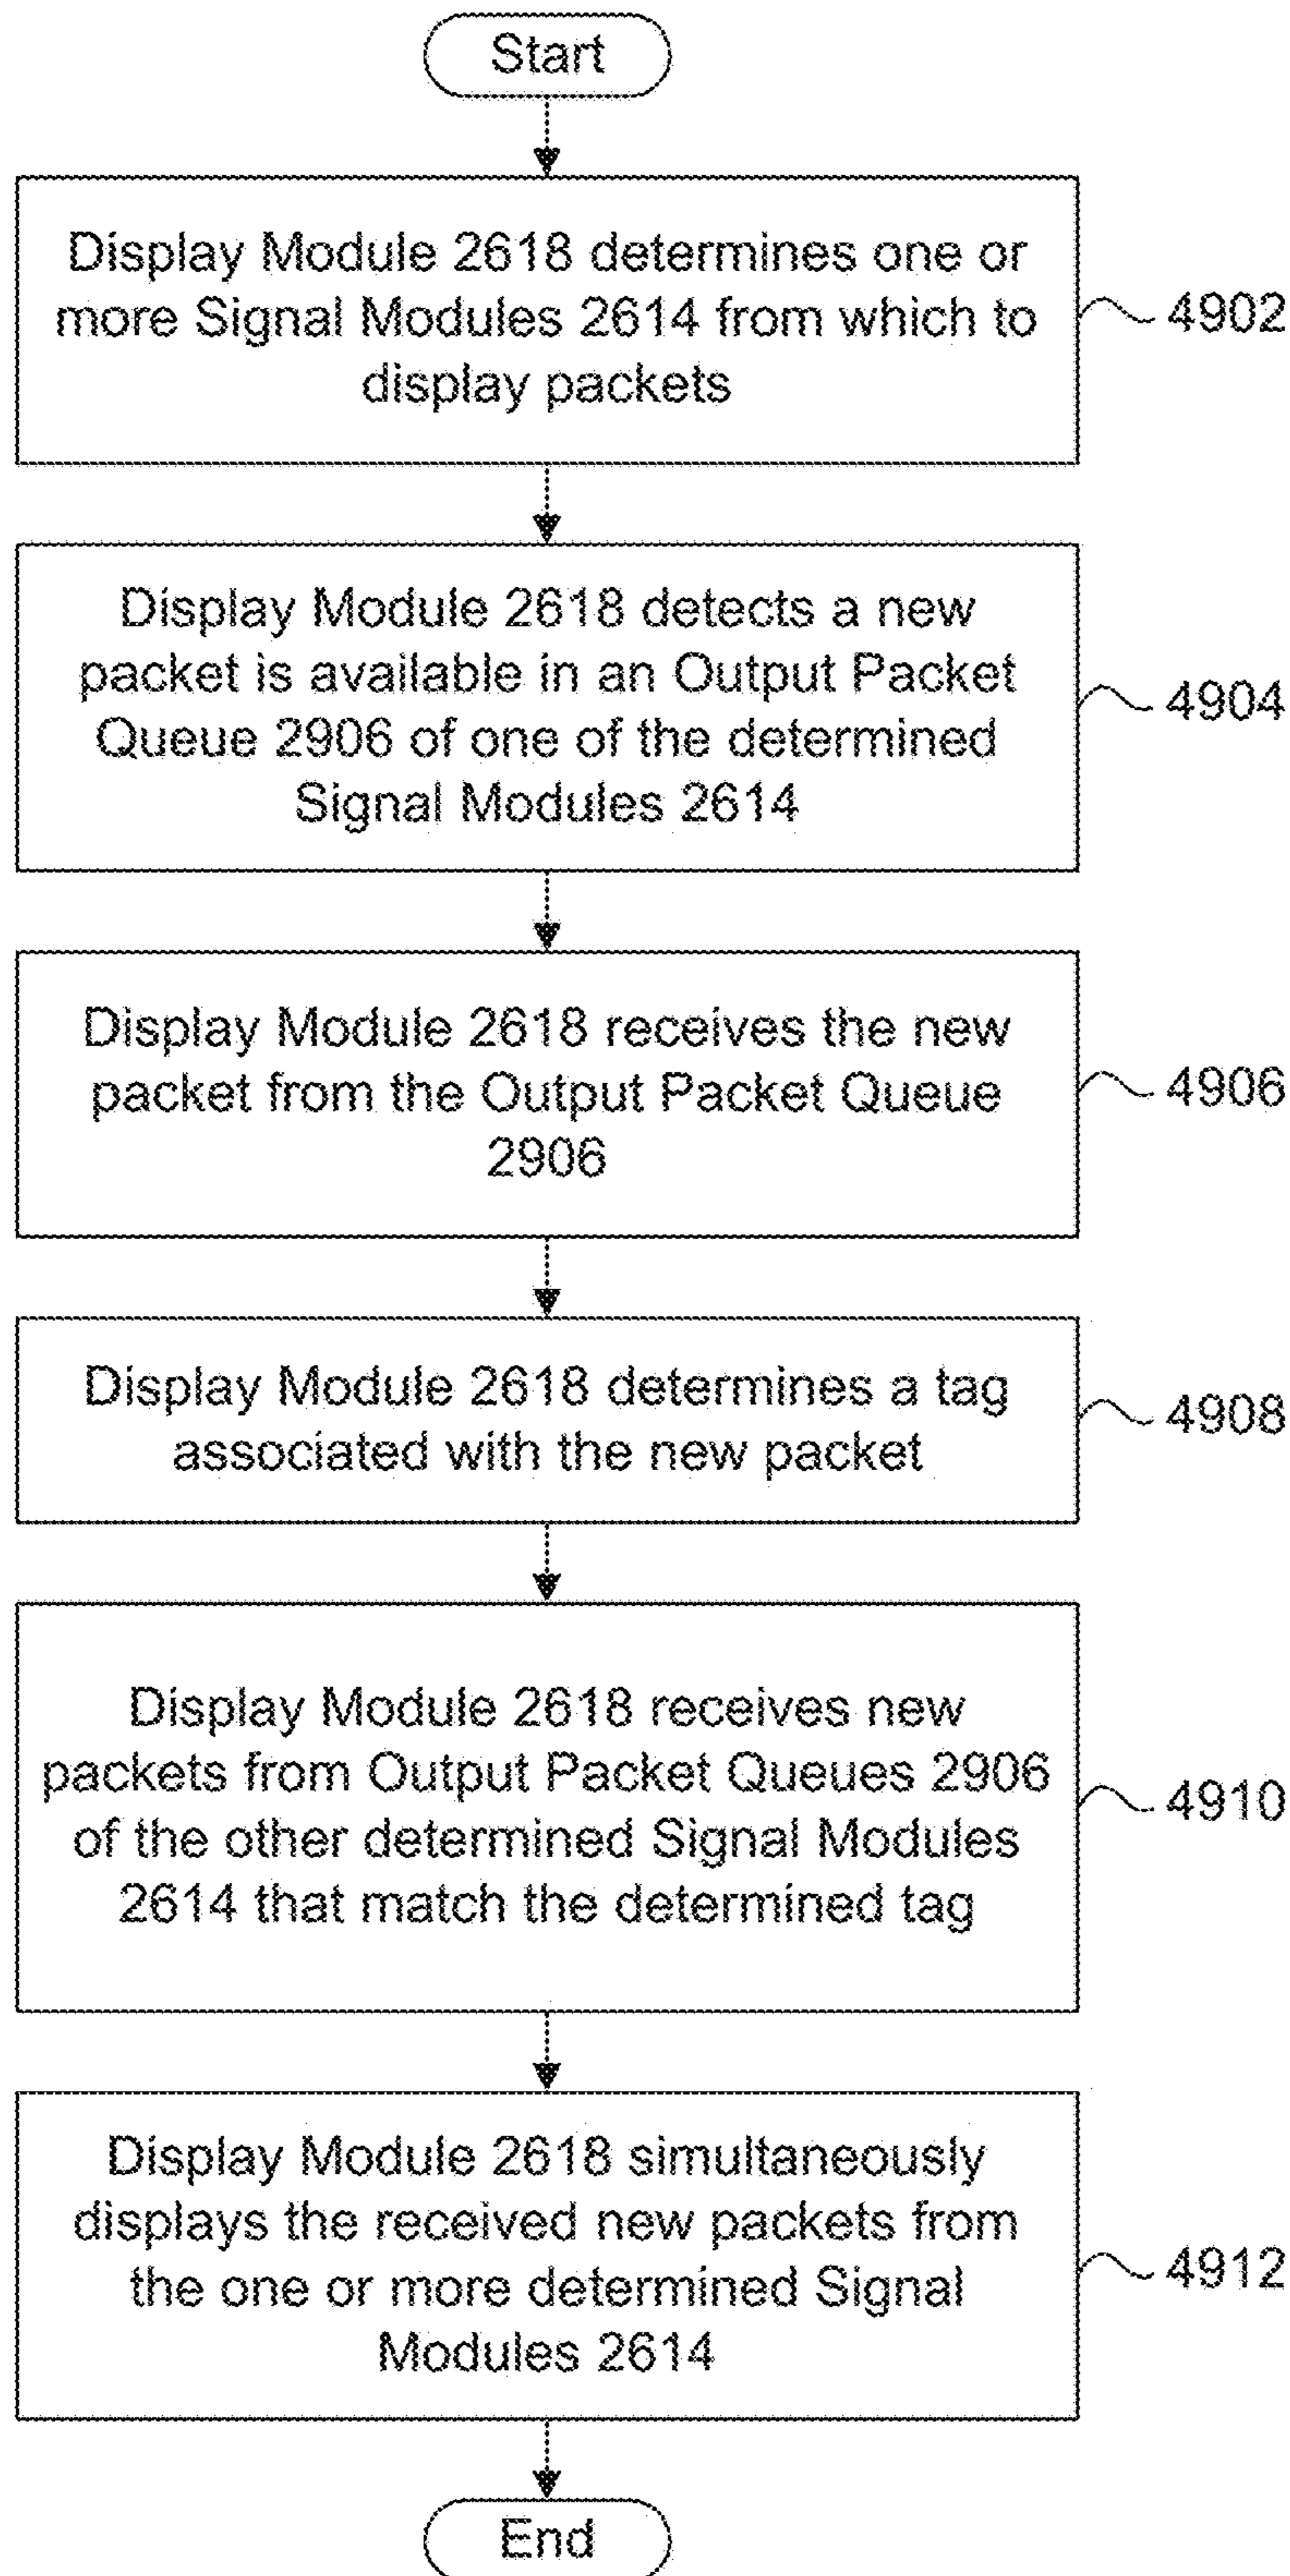 Start
Display Module 2618 determines one or
more Signal Modules 2614 from which to
display packets
4902
Display Module 2618 detects a new
packet is available in an Output Packet
Queue 2906 of one of the determined
Signal Modules 2614
4904
Display Module 2618 receives the new
packet from the Output Packet Queue
2906
4906
Display Module 2618 determines a tag
associated with the new packet
4908
Display Module 2618 receives new
packets from Output Packet Queues 2906
of the other determined Signal Modules
2614 that match the determined tag
4910
Display Module 2618 simultaneously
displays the received new packets from
the one or more determined Signal
Modules 2614
4912
End